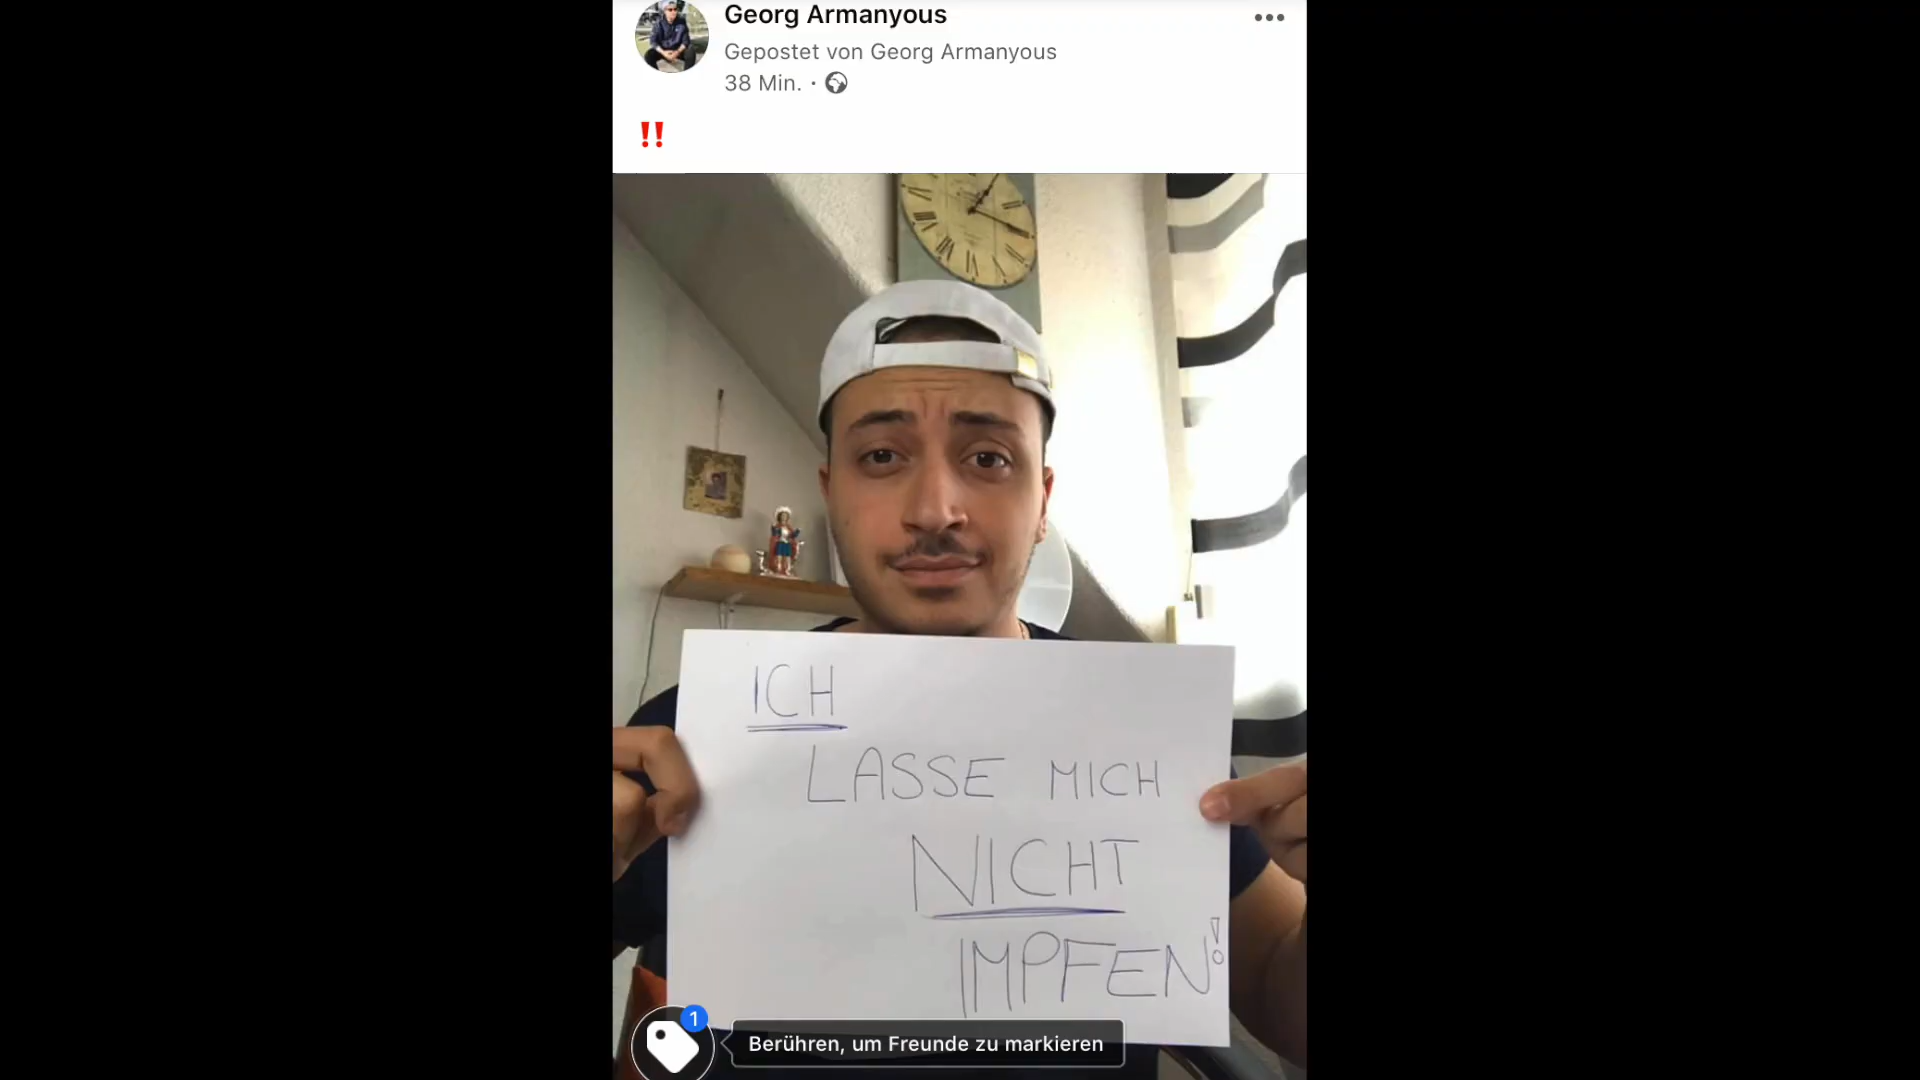 Georg Armanyous
Gepostet von Georg Armanyous
38 Min. ·
‼
ICH
LASSE MICH
NICHT
IMPFEN!
1
Berühren, um Freunde zu markieren